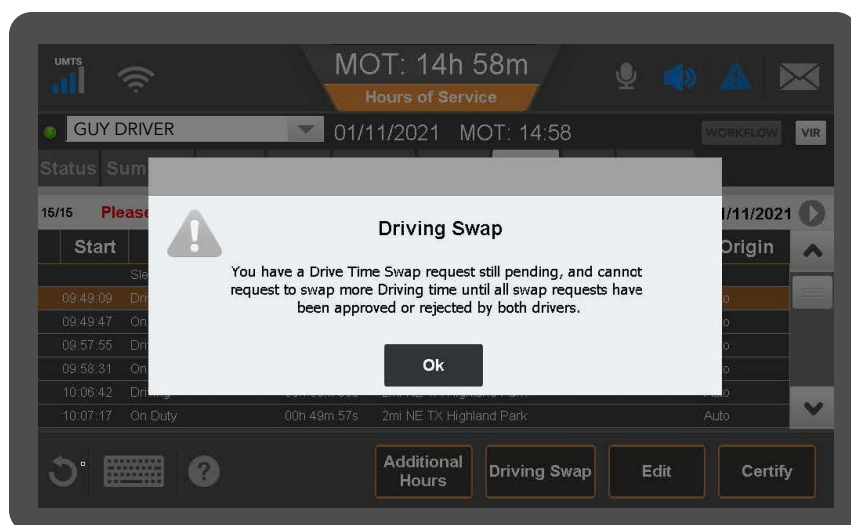 UMTS
MOT: 14h 58m
Hours of Service
GUY DRIVER
01/11/2021 MOT: 14:58
WORKFLOW
VIR
Status
15/15
/11/2021
Start
Origin
Driving Swap
You have a Drive Time Swap request still pending, and cannot
request to swap more Driving time until all swap requests have
been approved or rejected by both drivers.
Ok
09:49:09
09:49:47 On
09:57:55
09:58:31 On
10:06:42
10:07:17 On Duty 00h 49m 57s 2mi NE TX Highland Park Auto
Additional
Hours
Driving Swap
Edit
Certify